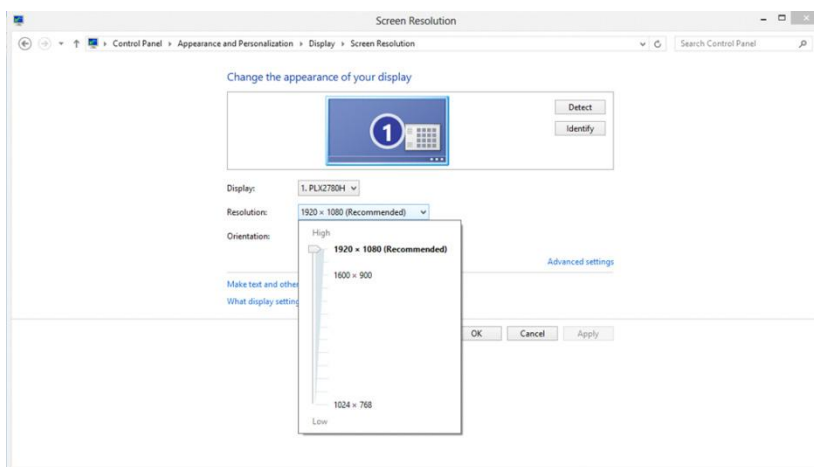 Screen Resolution
Control Panel › Appearance and Personalization › Display › Screen Resolution
Search Control Panel
Change the appearance of your display
1
Detect
Identify
Display:
1. PLX2780H
Resolution:
1920 × 1080 (Recommended)
Orientation:
High
1920 × 1080 (Recommended)
1600 × 900
1024 × 768
Low
Advanced settings
Make text and other
What display setting
OK
Cancel
Apply